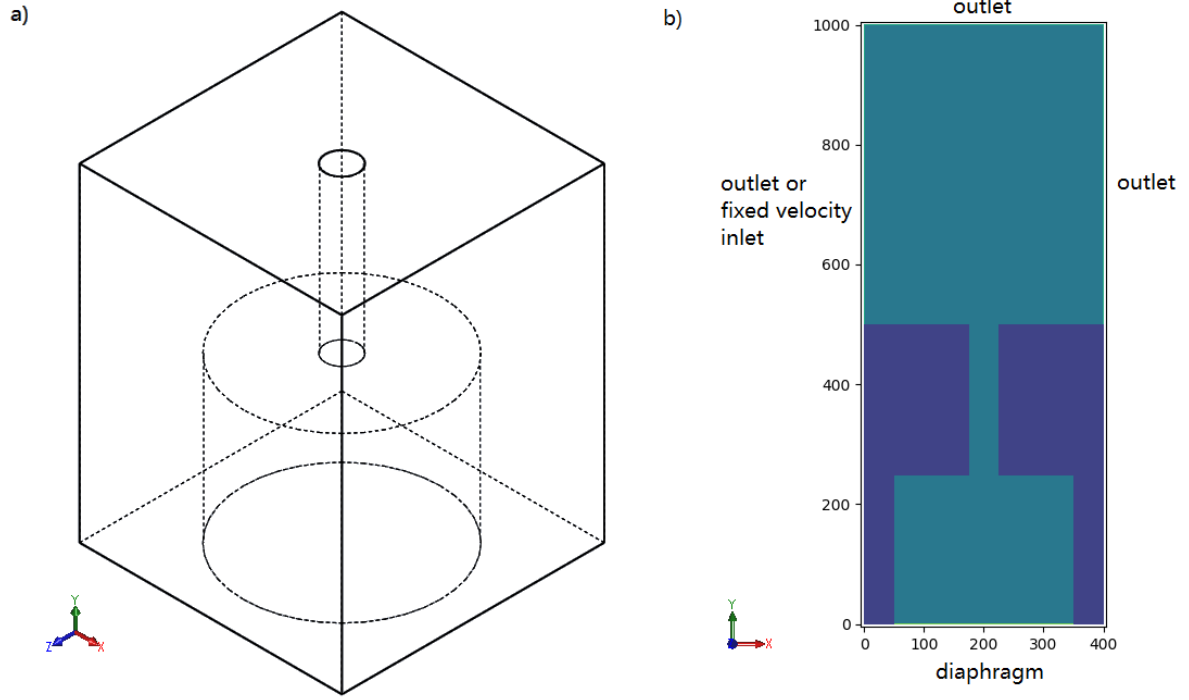 a)
Y
Z
X
b)
outlet
1000
800
600
400
200
0
outlet or
fixed velocity
inlet
outlet
0
100
200
300
400
diaphragm
Y
X